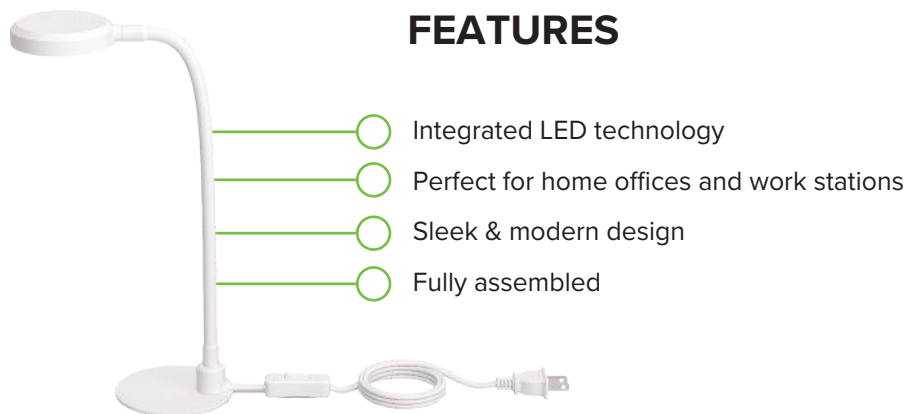 FEATURES
Integrated LED technology
Perfect for home offices and work stations
Sleek & modern design
Fully assembled